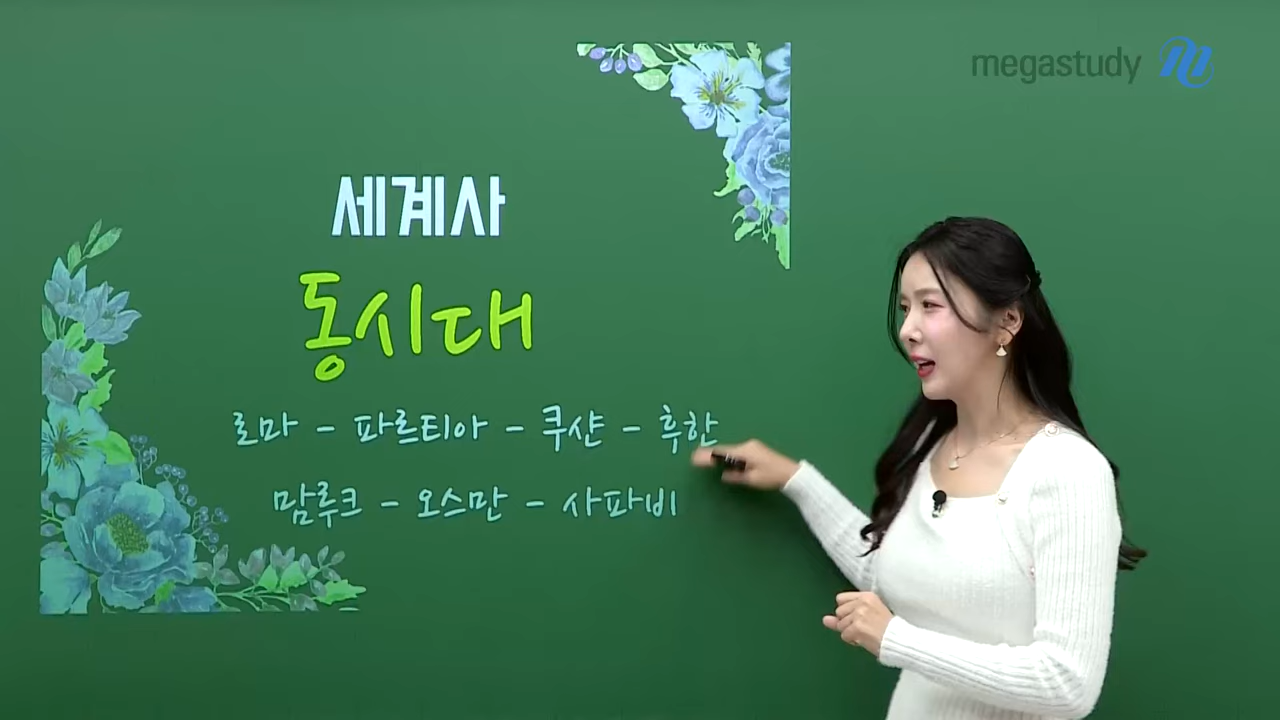 megastudy
세계사
동시대
로마 - 파르티아 - 쿠샨 - 후한
맘루크 - 오스만 - 사파비